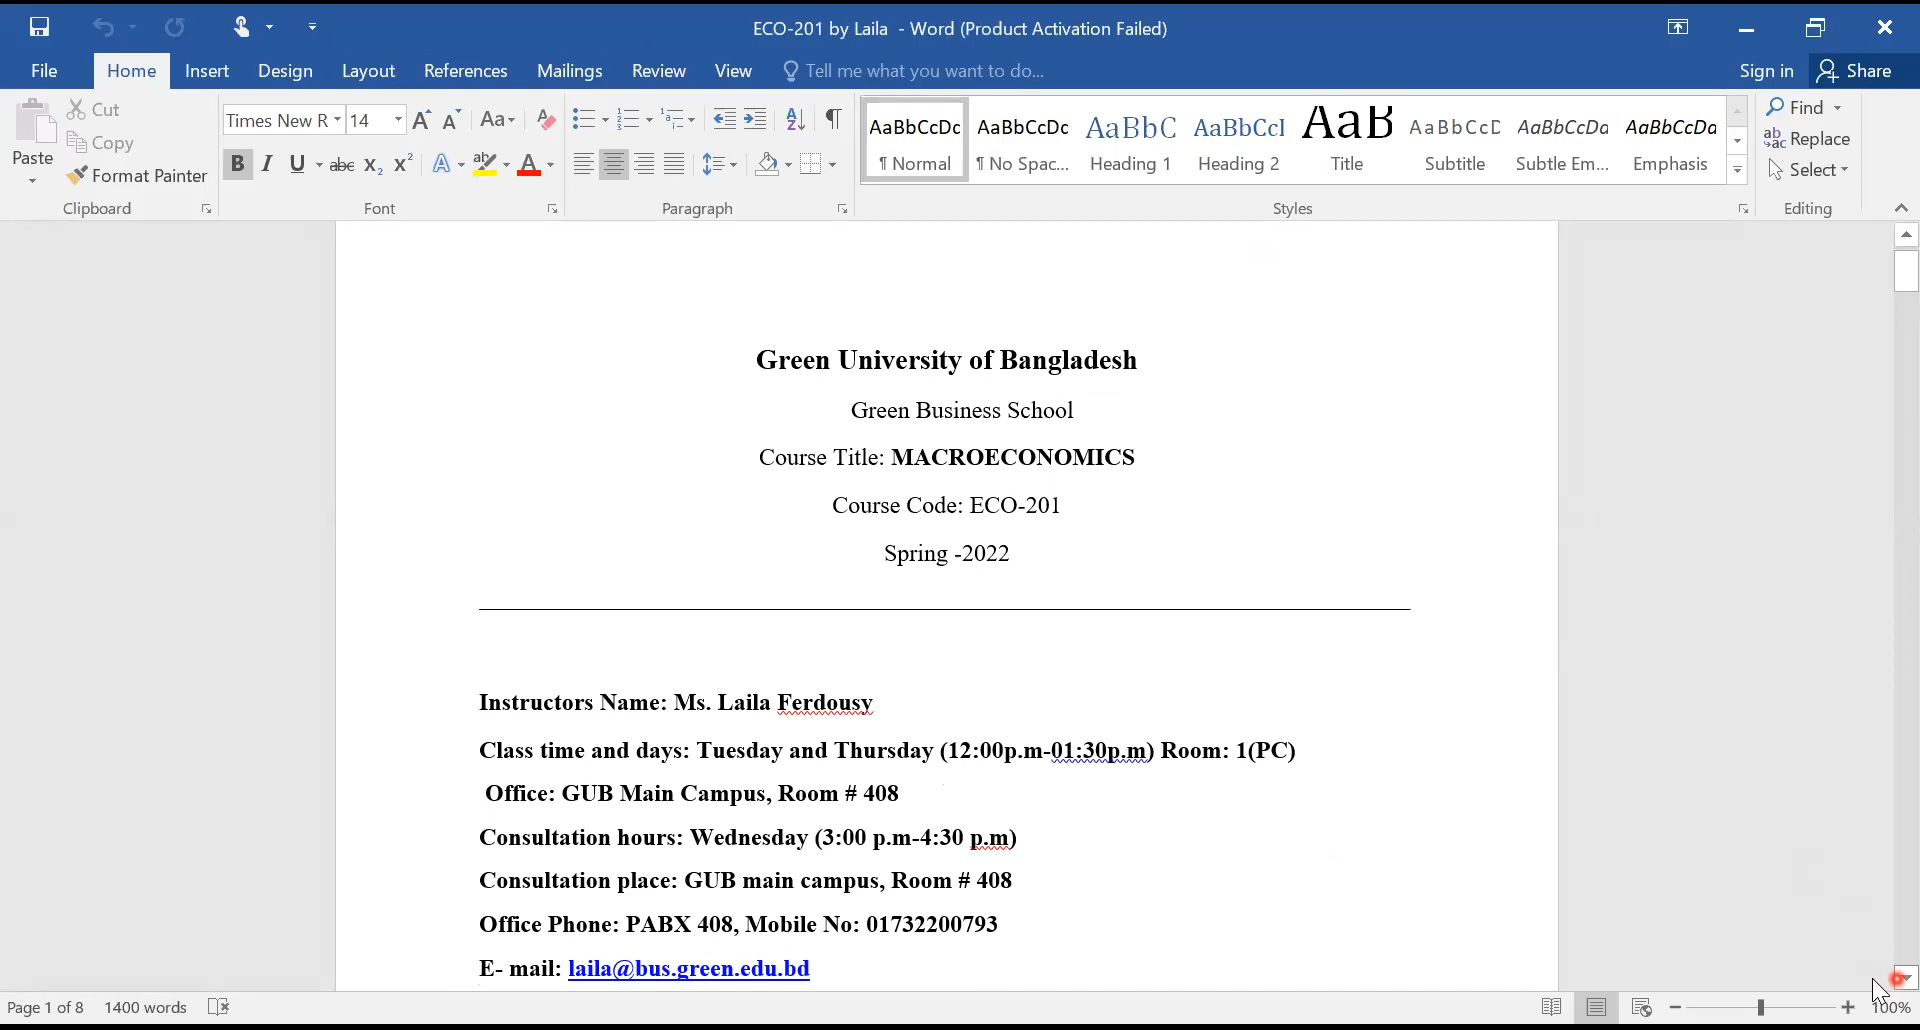 ECO-201 by Laila - Word (Product Activation Failed)
File Home Insert Design Layout References Mailings Review View Tell me what you want to do... Sign in Share
Paste
Cut
Copy
Format Painter
Clipboard
Times New R 14
Font
Paragraph
AaBbCcDc AaBbCcDc AaBbC AaBbCcI AaB AaBbCcD AaBbCcDa AaBbCcDa
¶ Normal ¶ No Spac... Heading 1 Heading 2 Title Subtitle Subtle Em... Emphasis
Styles
Find
Replace
Select
Editing
Green University of Bangladesh
Green Business School
Course Title: MACROECONOMICS
Course Code: ECO-201
Spring -2022
Instructors Name: Ms. Laila Ferdousy
Class time and days: Tuesday and Thursday (12:00p.m-01:30p.m) Room: 1(PC)
Office: GUB Main Campus, Room # 408
Consultation hours: Wednesday (3:00 p.m-4:30 p.m)
Consultation place: GUB main campus, Room # 408
Office Phone: PABX 408, Mobile No: 01732200793
E- mail: laila@bus.green.edu.bd
Page 1 of 8 1400 words 100%